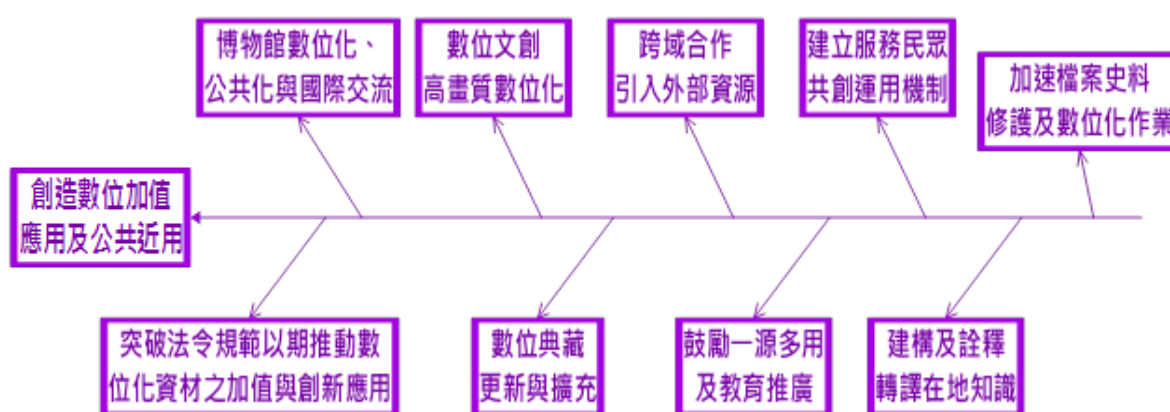 博物館數位化、
公共化與國際交流
數位文創
高畫質數位化
跨域合作
引入外部資源
建立服務民眾
共創運用機制
加速檔案史料
修護及數位化作業
創造數位加值
應用及公共近用
突破法令規範以期推動數
位化資材之加值與創新應用
數位典藏
更新與擴充
鼓勵一源多用
及教育推廣
建構及詮釋
轉譯在地知識